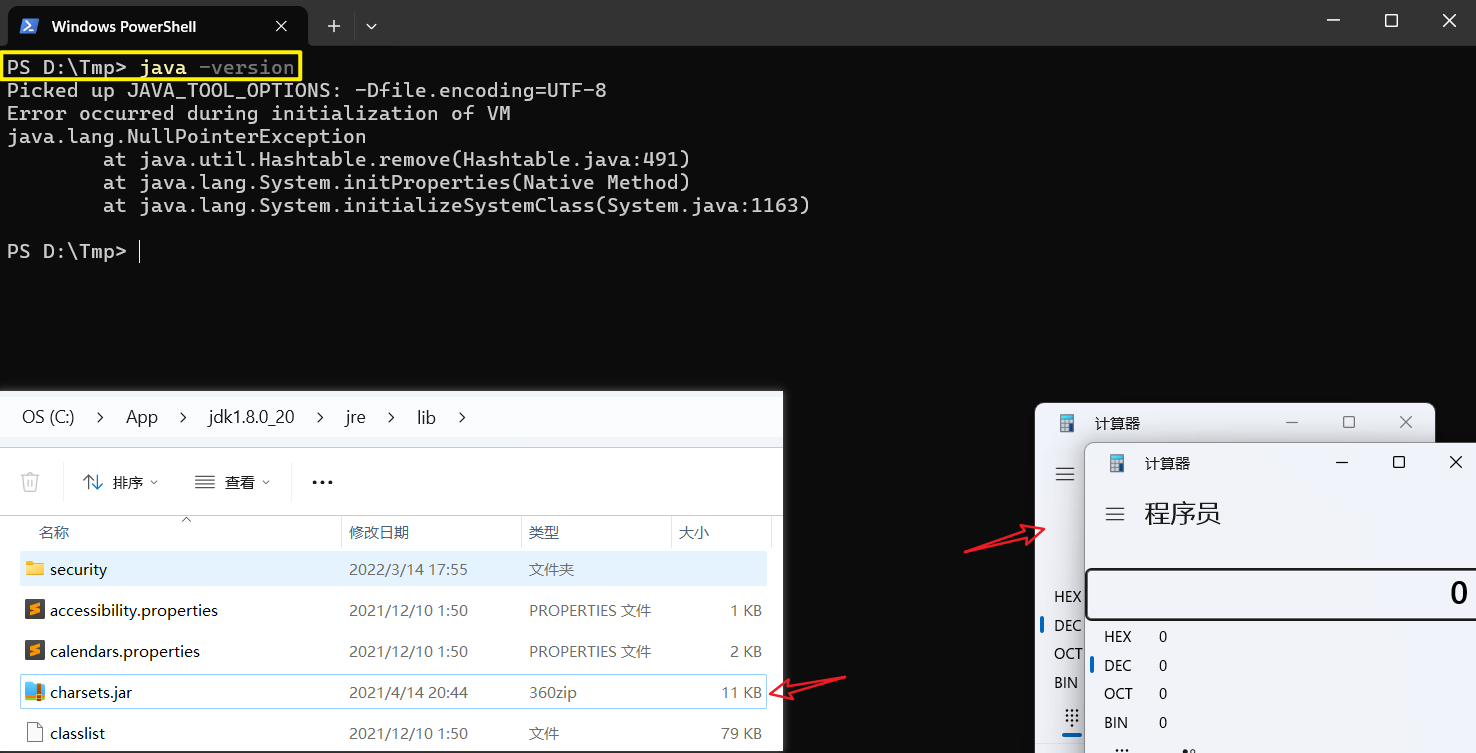 Windows PowerShell
PS D:\Tmp> java -version
Picked up JAVA_TOOL_OPTIONS: -Dfile.encoding=UTF-8
Error occurred during initialization of VM
java.lang.NullPointerException
at java.util.Hashtable.remove(Hashtable.java:491)
at java.lang.System.initProperties(Native Method)
at java.lang.System.initializeSystemClass(System.java:1163)
PS D:\Tmp>
OS (C:) > App > jdk1.8.0_20 > jre > lib >
排序 查看
名称 修改日期 类型 大小
security 2022/3/14 17:55 文件夹
accessibility.properties 2021/12/10 1:50 PROPERTIES 文件 1 KB
calendars.properties 2021/12/10 1:50 PROPERTIES 文件 2 KB
charsets.jar 2021/4/14 20:44 360zip 11 KB
classlist 2021/12/10 1:50 文件 79 KB
计算器
HEX
DEC
OCT
BIN
计算器
程序员
0
HEX 0
DEC 0
OCT 0
BIN 0